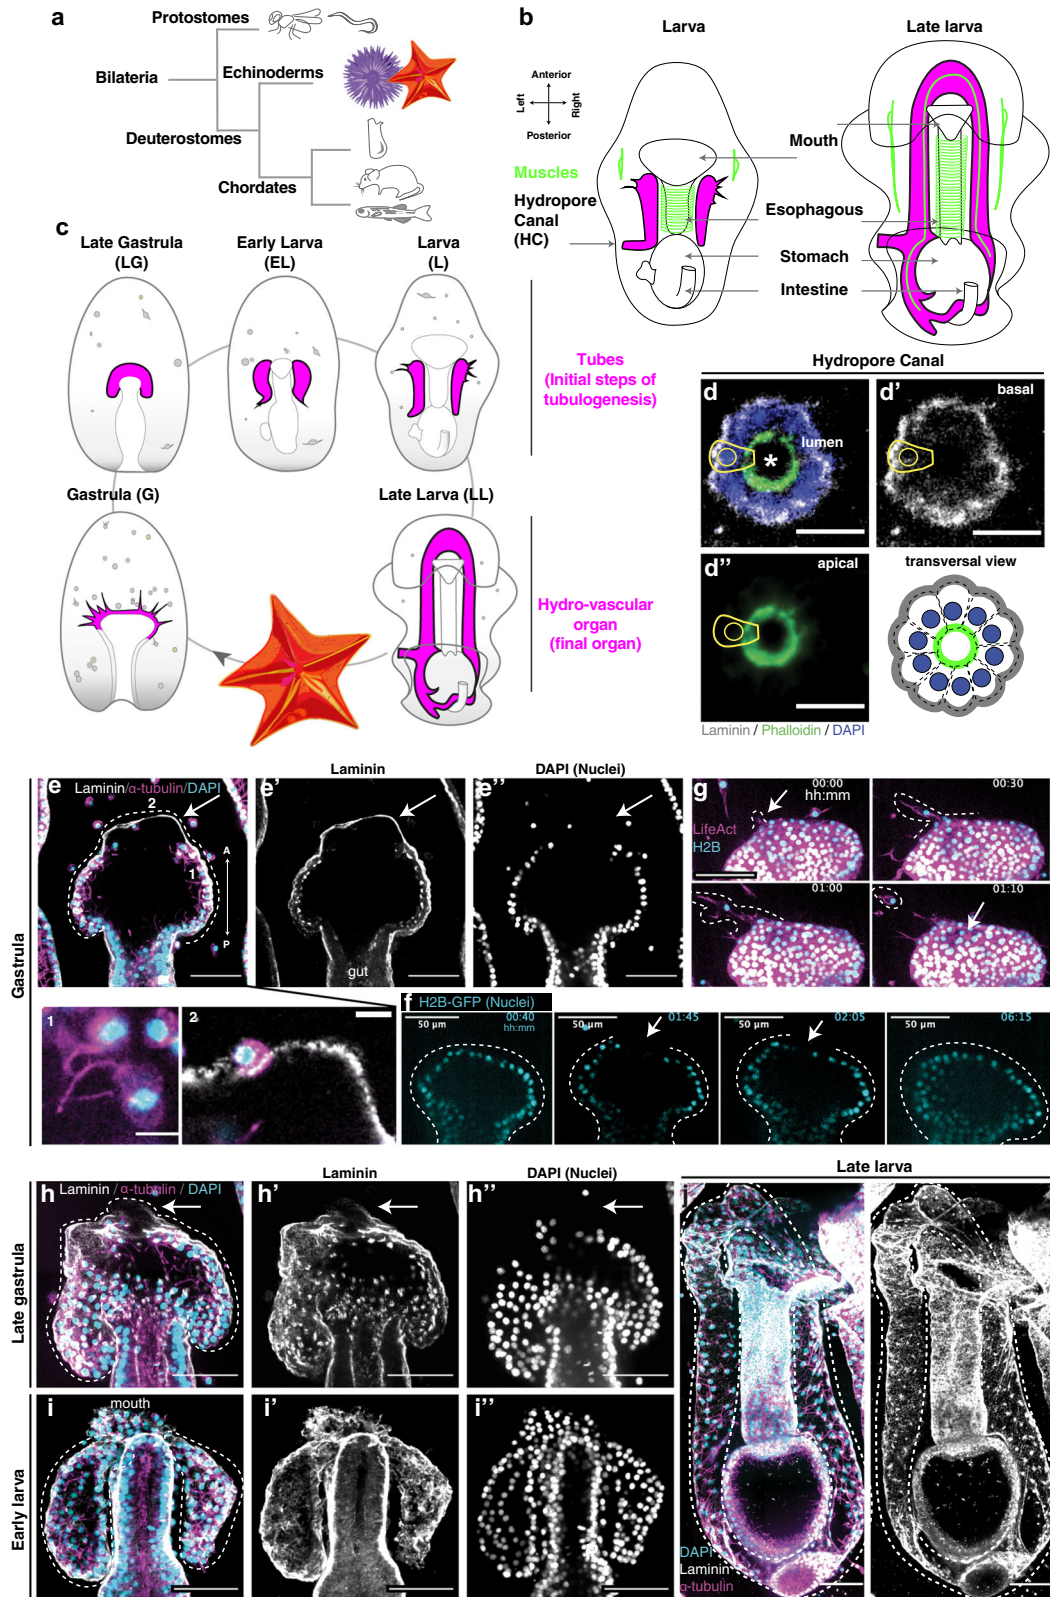 a
Protostomes
Bilateria
Echinoderms
Deuterostomes
Chordates
b
Larva
Late larva
Anterior
Left
Right
Posterior
Muscles
Hydropore
Canal
(HC)
Mouth
Esophagous
Stomach
Intestine
c
Late Gastrula
(LG)
Early Larva
(EL)
Larva
(L)
Tubes
(Initial steps of
tubulogenesis)
Gastrula (G)
Late Larva (LL)
Hydro-vascular
organ
(final organ)
Hydropore Canal
d
lumen
*
d'
basal
d''
apical
transversal view
Laminin / Phalloidin / DAPI
Gastrula
Laminin
DAPI (Nuclei)
e
Laminin/α-tubulin/DAPI
2
1
A
P
e'
gut
e''
g
00:00
hh:mm
LifeAct
H2B
00:30
01:00
01:10
1
2
f
H2B-GFP (Nuclei)
50 µm
00:40
hh:mm
50 µm
01:45
50 µm
02:05
50 µm
06:15
Late gastrula
Laminin
DAPI (Nuclei)
h
Laminin / α-tubulin / DAPI
h'
h''
Early larva
i
mouth
i'
i''
Late larva
j
DAPI
Laminin
α-tubulin